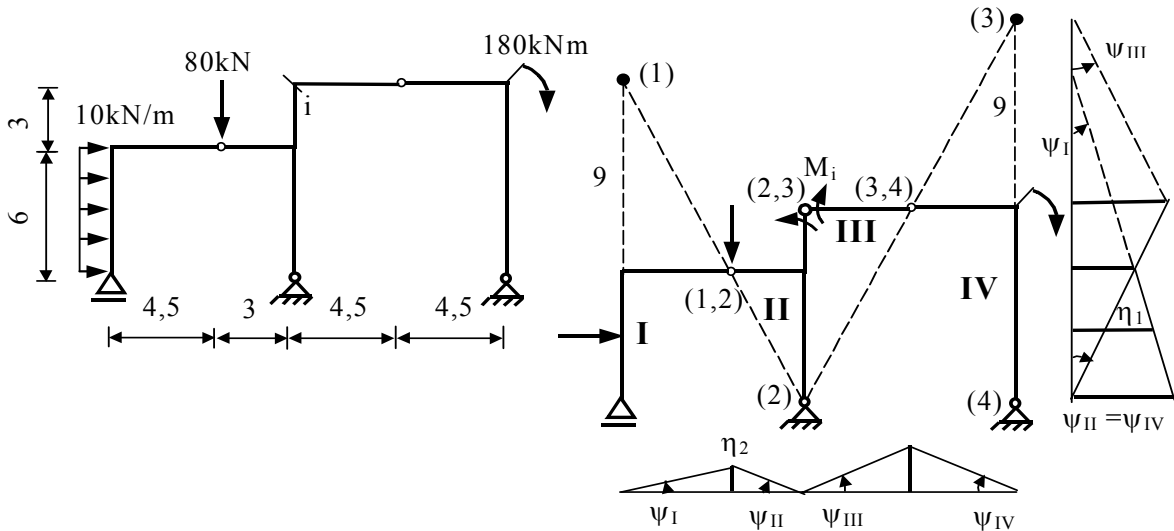 180kNm
80kN
i
10kN/m
3
6
4,5
3
4,5
4,5
(1)
(3)
9
9
M i
(2,3)
(3,4)
III
(1,2)
II
I
IV
(2)
(4)
ψIII
ψI
η1
ψII =ψIV
η2
ψI
ψII
ψIII
ψIV